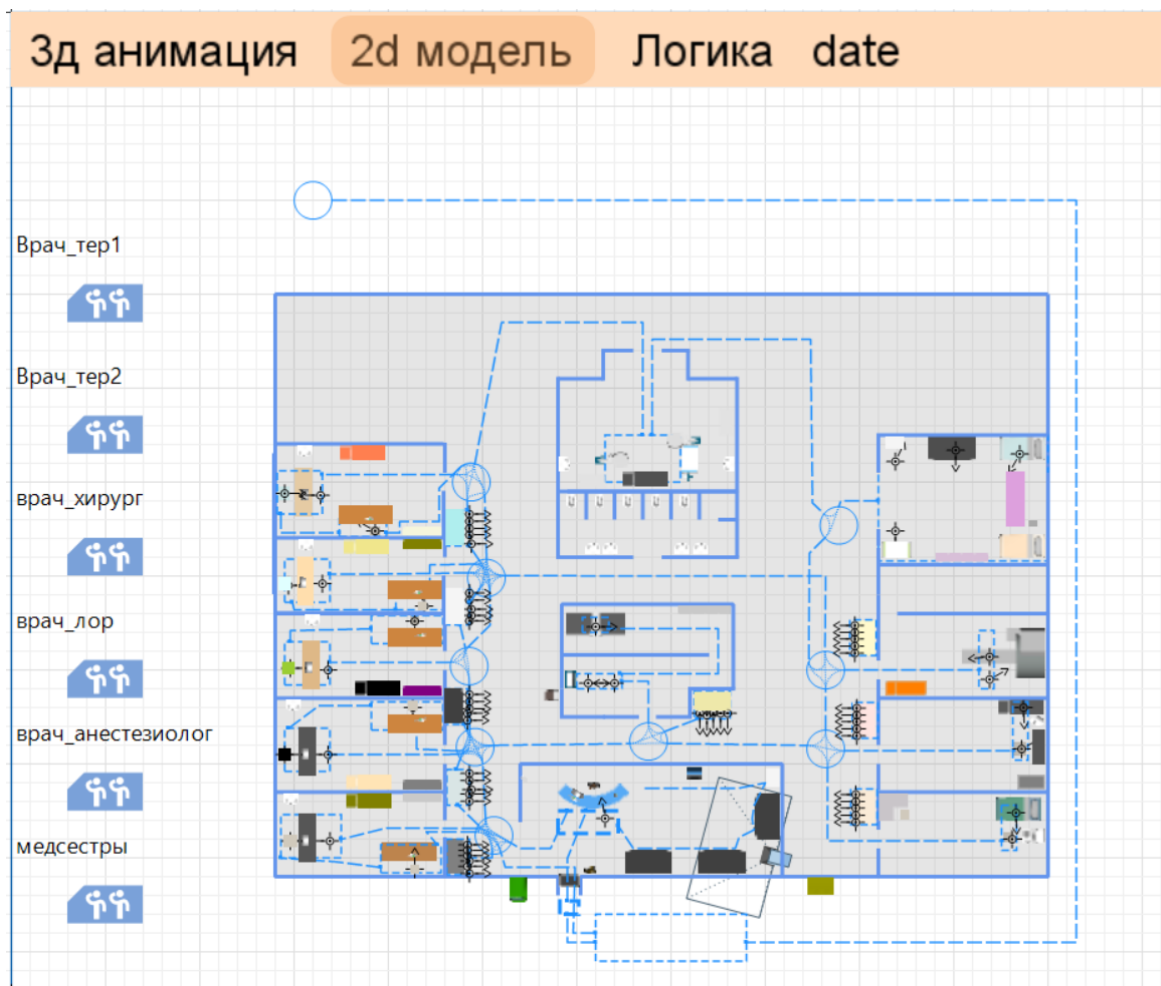 3д анимация 2d модель Логика date
Врач_тер1
Врач_тер2
врач_хирург
врач_лор
врач_анестезиолог
медсестры